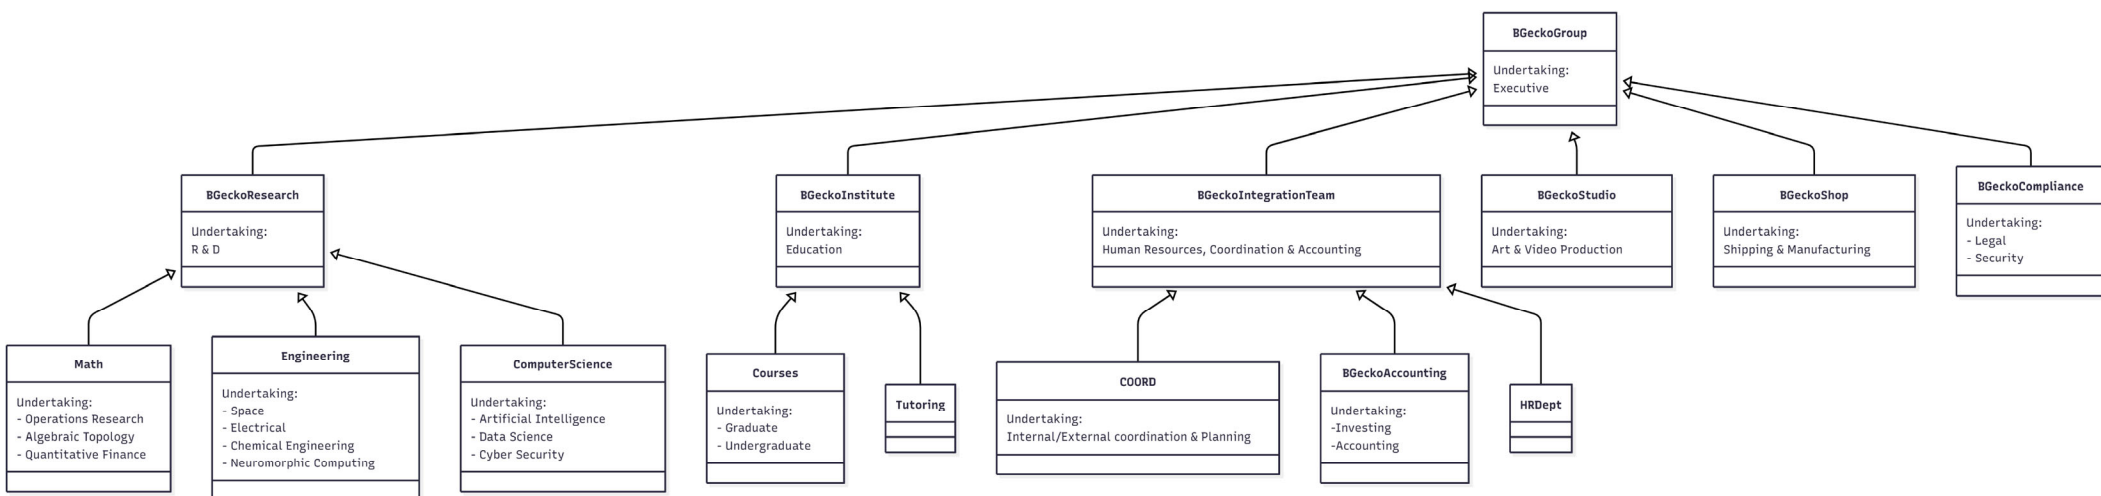 BGeckoGroup
Undertaking:
Executive
BGeckoResearch
Undertaking:
R & D
BGeckoInstitute
Undertaking:
Education
BGeckoIntegrationTeam
Undertaking:
Human Resources, Coordination & Accounting
BGeckoStudio
Undertaking:
Art & Video Production
BGeckoShop
Undertaking:
Shipping & Manufacturing
BGeckoCompliance
Undertaking:
- Legal
- Security
Math
Undertaking:
- Operations Research
- Algebraic Topology
- Quantitative Finance
Engineering
Undertaking:
- Space
- Electrical
- Chemical Engineering
- Neuromorphic Computing
ComputerScience
Undertaking:
- Artificial Intelligence
- Data Science
- Cyber Security
Courses
Undertaking:
- Graduate
- Undergraduate
Tutoring
COORD
Undertaking:
Internal/External coordination & Planning
BGeckoAccounting
Undertaking:
-Investing
-Accounting
HRDept